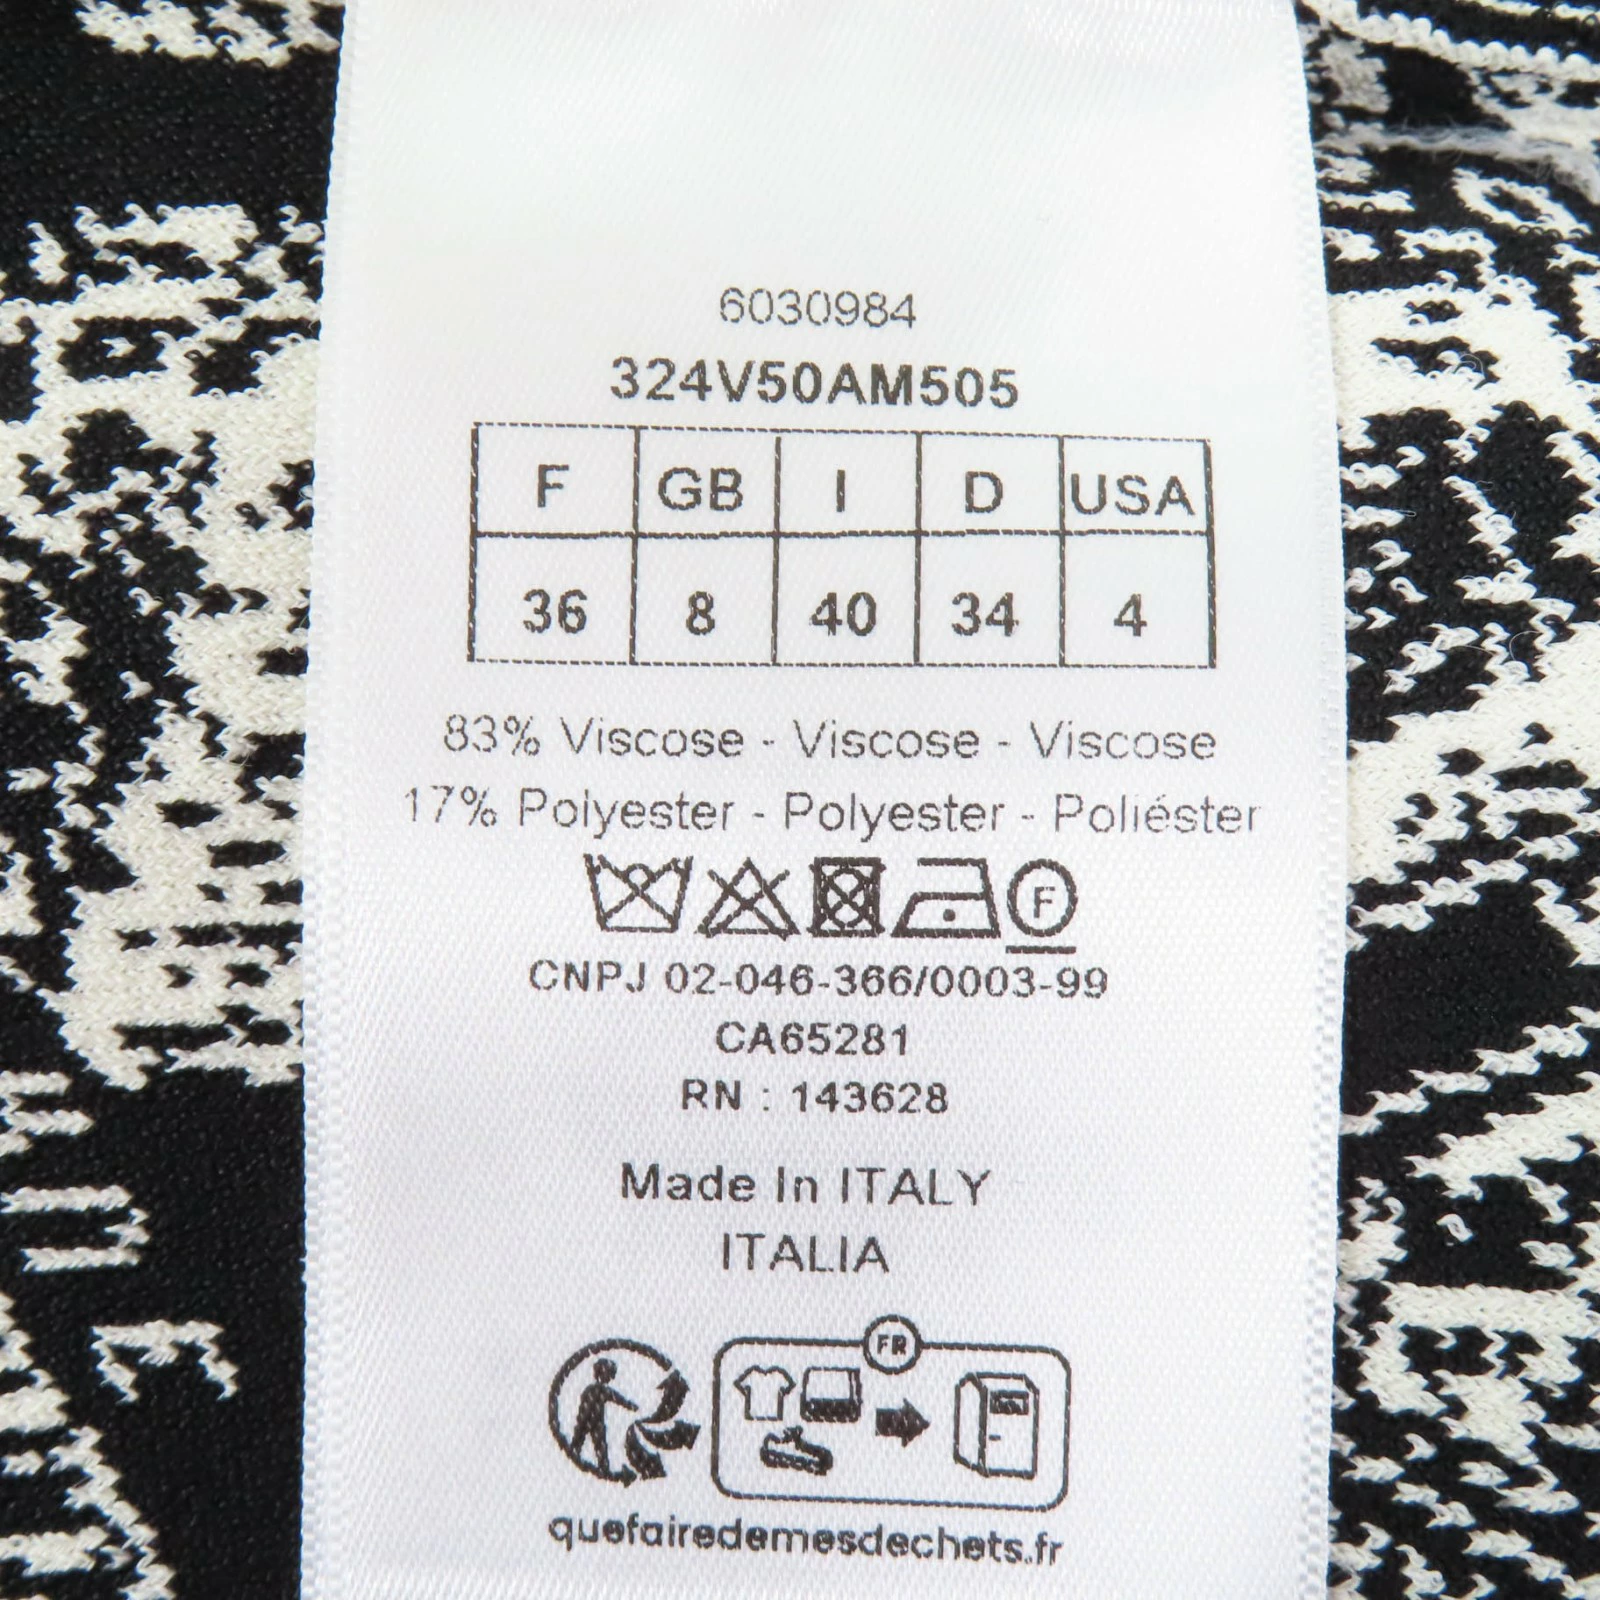 6030984
324V50AM505
F GB I D USA
36 8 40 34 4
83% Viscose - Viscose - Viscose
17% Polyester - Polyester - Poliéster
F
CNPJ 02-046-366/0003-99
CA65281
RN : 143628
Made In ITALY
ITALIA
FR
quefairedemesdechets.fr